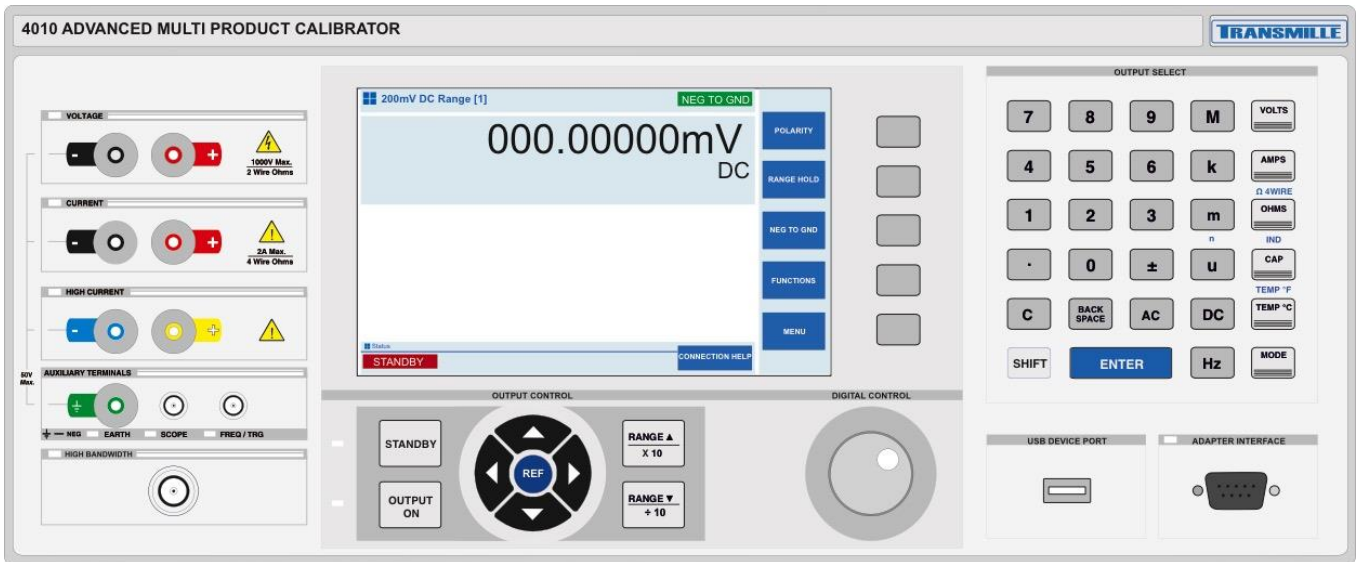 4010 ADVANCED MULTI PRODUCT CALIBRATOR
TRANSMILLE
VOLTAGE
-
+
1000V Max.
2 Wire Ohms
CURRENT
-
+
2A Max.
4 Wire Ohms
HIGH CURRENT
-
+
50V
Max.
AUXILIARY TERMINALS
NEG EARTH SCOPE FREQ / TRG
HIGH BANDWIDTH
200mV DC Range [1]
NEG TO GND
000.00000mV
DC
POLARITY
RANGE HOLD
NEG TO GND
FUNCTIONS
MENU
Status
STANDBY
CONNECTION HELP
OUTPUT CONTROL
STANDBY
OUTPUT
ON
REF
RANGE ▲
X 10
RANGE ▼
÷ 10
DIGITAL CONTROL
OUTPUT SELECT
7 8 9 M VOLTS
4 5 6 k AMPS
Ω 4WIRE
1 2 3 m OHMS
n IND
· 0 ± u CAP
TEMP °F
C BACK SPACE AC DC TEMP °C
SHIFT ENTER Hz MODE
USB DEVICE PORT
ADAPTER INTERFACE